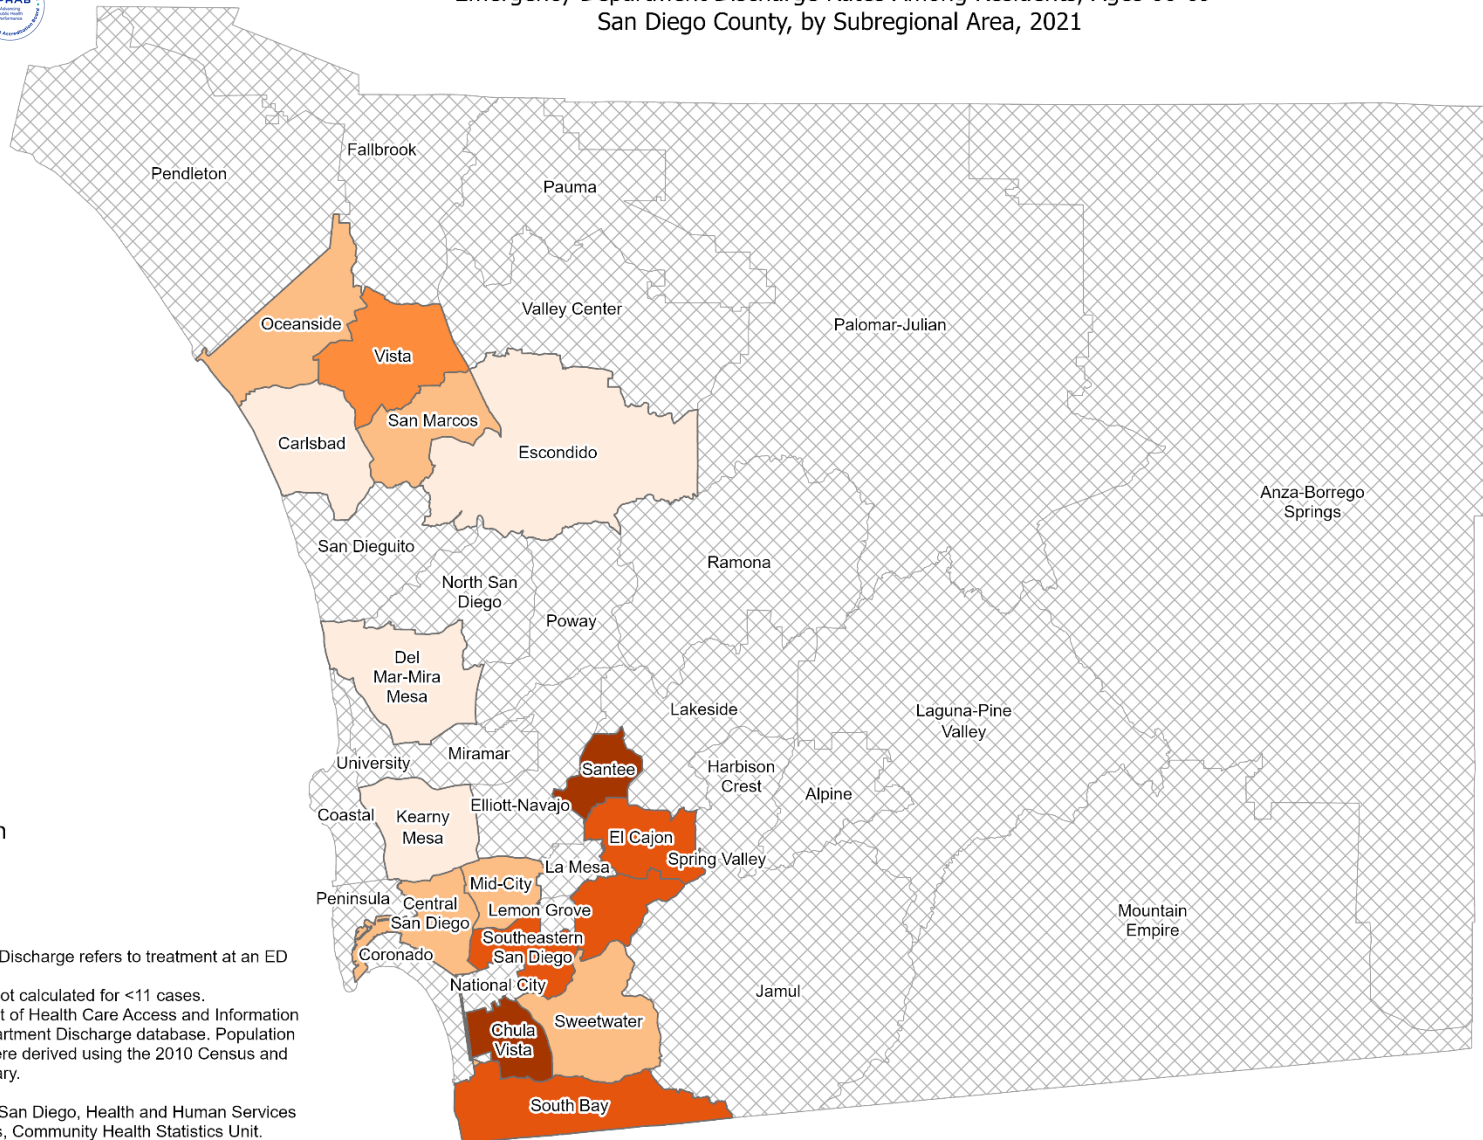 San Diego County, by Subregional Area, 2021
Fallbrook
Pendleton
Pauma
Valley Center
Oceanside
Palomar-Julian
Vista
San Marcos
Carlsbad
Escondido
Anza-Borrego
Springs
San Dieguito
Ramona
North San
Diego
Poway
Del
Mar-Mira
Mesa
Lakeside
Laguna-Pine
Valley
Miramar
University
Santee
Harbison
Crest
Alpine
Elliott-Navajo
Coastal
Kearny
Mesa
El Cajon
Spring Valley
La Mesa
Mid-City
Peninsula
Central
San Diego
Lemon Grove
Mountain
Empire
Southeastern
San Diego
Coronado
National City
Jamul
Sweetwater
Chula
Vista
South Bay
Discharge refers to treatment at an ED
ot calculated for <11 cases.
t of Health Care Access and Information
artment Discharge database. Population
ere derived using the 2010 Census and
ary.
San Diego, Health and Human Services
s, Community Health Statistics Unit.